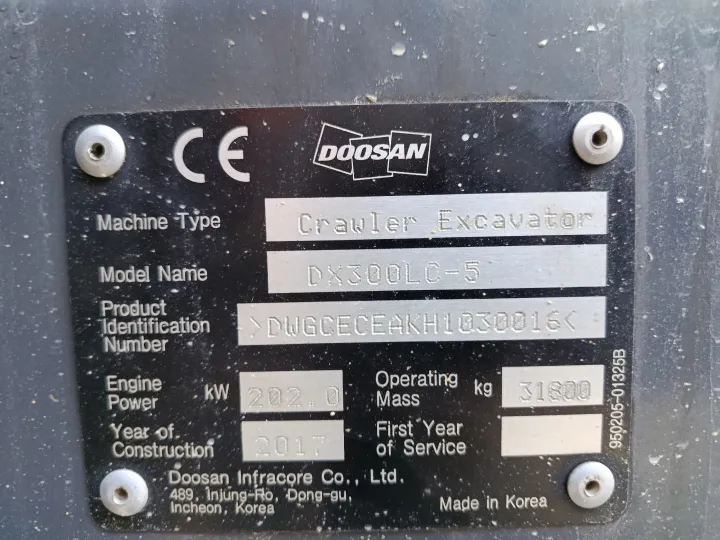 CE DOOSAN
Machine Type Crawler Excavator
Model Name DX300LC-5
Product
Identification
Number >DWGCECEAKH1030016<
Engine
Power kW 202.0 Operating
Mass kg 31800
Year of
Construction 2017 First Year
of Service
Doosan Infracore Co., Ltd.
489, Injung-Ro, Dong-gu,
Incheon, Korea
Made in Korea
950205-01325B